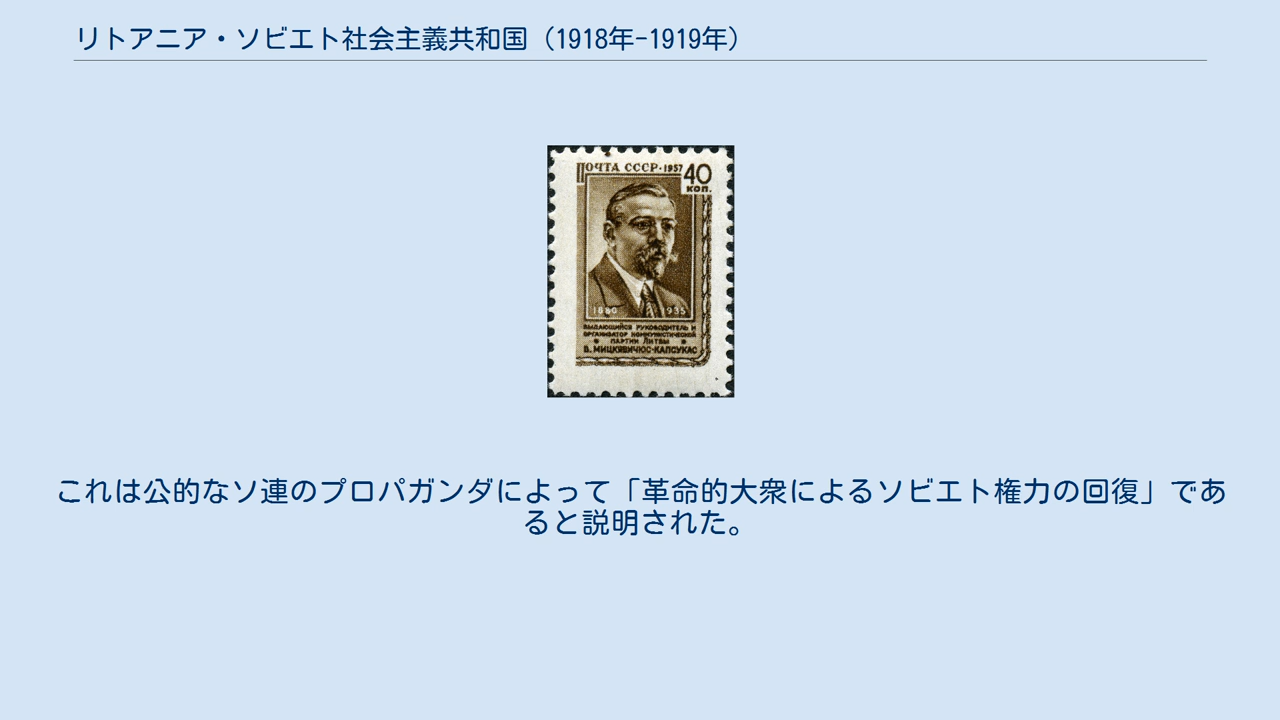 リトアニア・ソビエト社会主義共和国（1918年-1919年）
ПОЧТА СССР·1957
40
КОП.
1880 1935
ВЫДАЮЩИЙСЯ РУКОВОДИТЕЛЬ И
ОРГАНИЗАТОР КОММУНИСТИЧЕСКОЙ
ПАРТИИ ЛИТВЫ
В. МИЦКЯВИЧЮС-КАПСУКАС
これは公的なソ連のプロパガンダによって「革命的大衆によるソビエト権力の回復」であ
ると説明された。